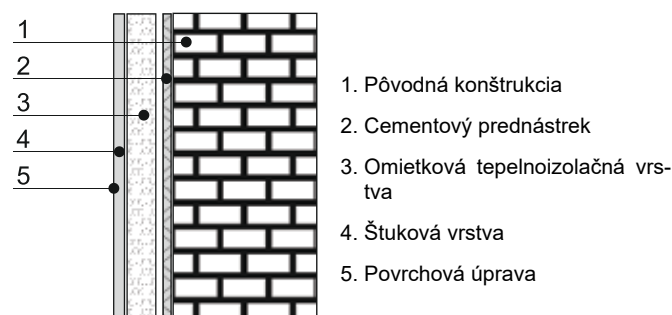 1
2
3
4
5
1. Pôvodná konštrukcia
2. Cementový prednástrek
3. Omietková tepelnoizolačná vrs-
tva
4. Štuková vrstva
5. Povrchová úprava